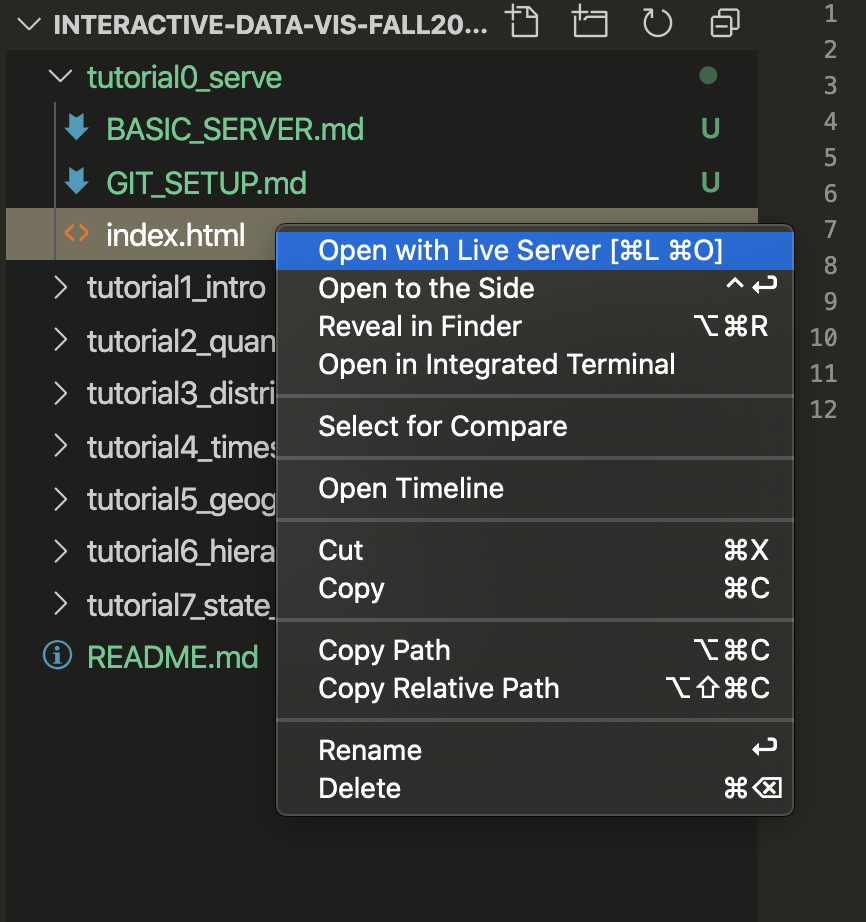 INTERACTIVE-DATA-VIS-FALL20...
tutorial0_serve
BASIC_SERVER.md U
GIT_SETUP.md U
index.html
tutorial1_intro
tutorial2_quan
tutorial3_distri
tutorial4_times
tutorial5_geog
tutorial6_hiera
tutorial7_state_
README.md
Open with Live Server [⌘L ⌘O]
Open to the Side ^↩
Reveal in Finder ⌥⌘R
Open in Integrated Terminal
Select for Compare
Open Timeline
Cut ⌘X
Copy ⌘C
Copy Path ⌥⌘C
Copy Relative Path ⌥⇧⌘C
Rename ↩
Delete ⌘⌫
1
2
3
4
5
6
7
8
9
10
11
12